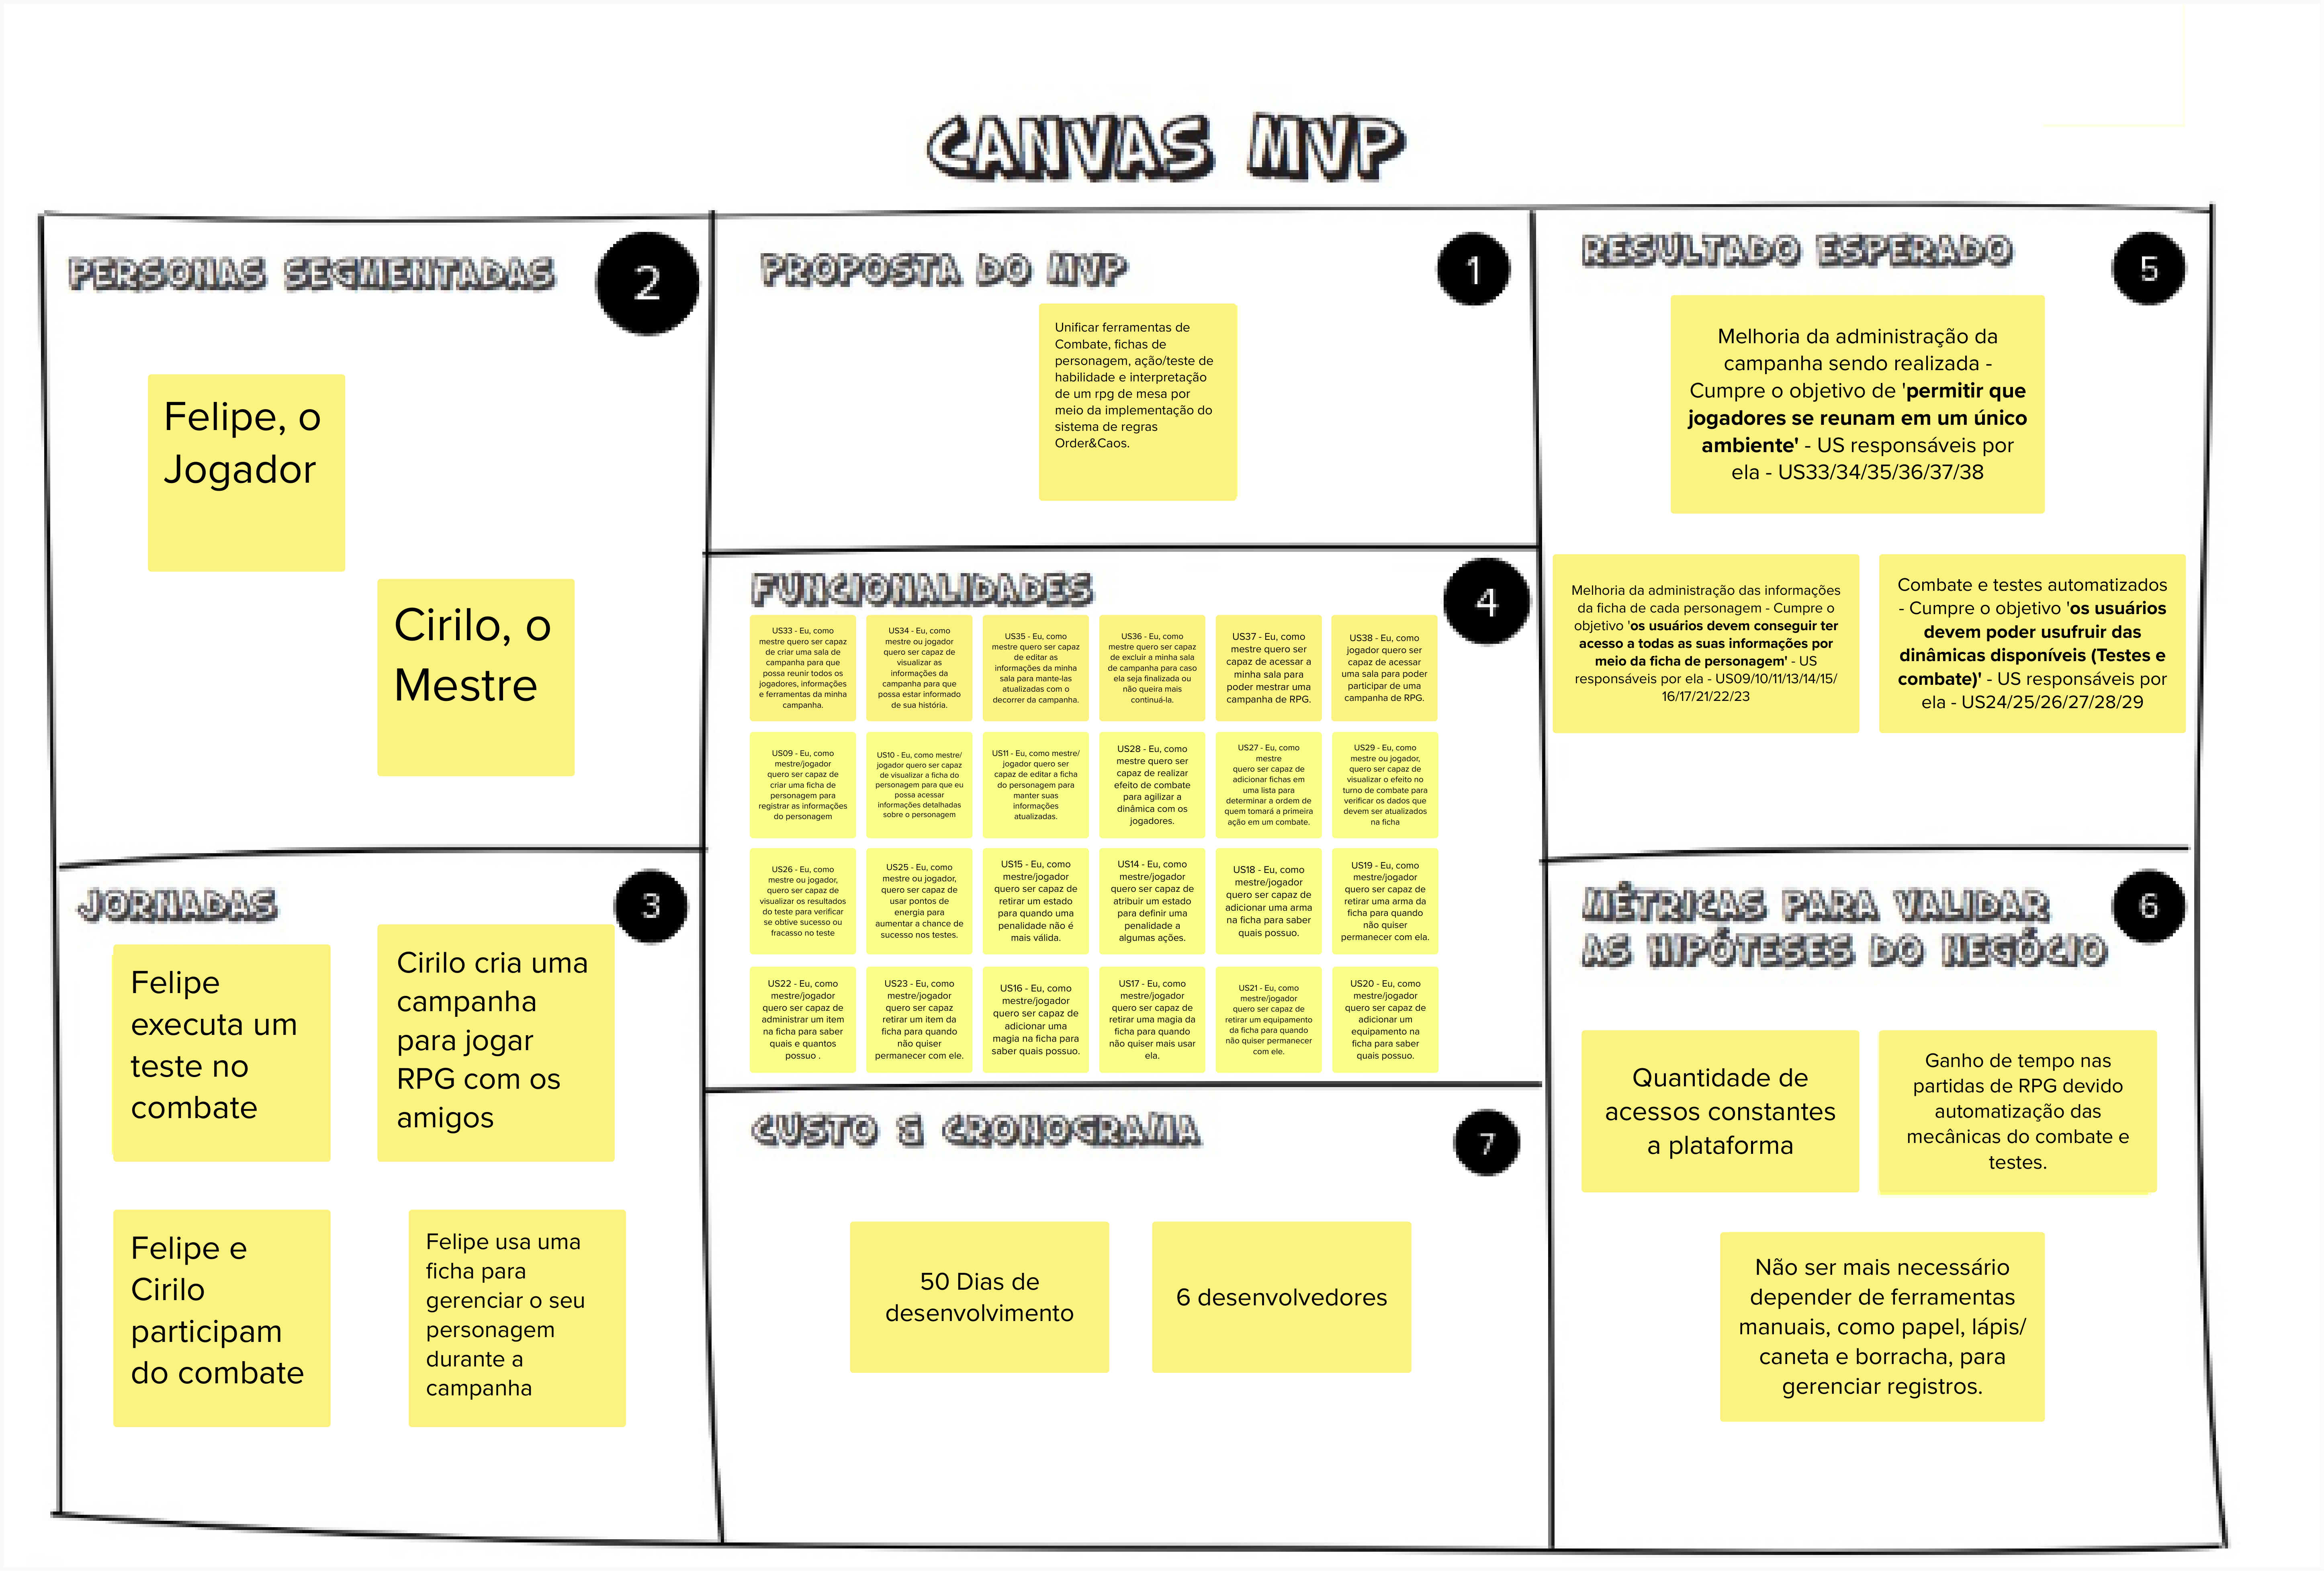 CANVAS MVP
PERSONAS SEGMENTADAS
2
Felipe, o
Jogador
Cirilo, o
Mestre
PROPOSTA DO MVP
1
Unificar ferramentas de
Combate, fichas de
personagem, ação/teste de
habilidade e interpretação
de um rpg de mesa por
meio da implementação do
sistema de regras
Order&Caos.
RESULTADO ESPERADO
5
Melhoria da administração da
campanha sendo realizada -
Cumpre o objetivo de 'permitir que
jogadores se reunam em um único
ambiente' - US responsáveis por
ela - US33/34/35/36/37/38
Melhoria da administração das informações
da ficha de cada personagem - Cumpre o
objetivo 'os usuários devem conseguir ter
acesso a todas as suas informações por
meio da ficha de personagem' - US
responsáveis por ela - US09/10/11/13/14/15/
16/17/21/22/23
Combate e testes automatizados
- Cumpre o objetivo 'os usuários
devem poder usufruir das
dinâmicas disponíveis (Testes e
combate)' - US responsáveis por
ela - US24/25/26/27/28/29
FUNCIONALIDADES
4
US33 - Eu, como
mestre quero ser capaz
de criar uma sala de
campanha para que
possa reunir todos os
jogadores, informações
e ferramentas da minha
campanha.
US34 - Eu, como
mestre ou jogador
quero ser capaz de
visualizar as
informações da
campanha para que
possa estar informado
de sua história.
US35 - Eu, como
mestre quero ser capaz
de editar as
informações da minha
sala para mante-las
atualizadas com o
decorrer da campanha.
US36 - Eu, como
mestre quero ser capaz
de excluir a minha sala
de campanha para caso
ela seja finalizada ou
não queira mais
continuá-la.
US37 - Eu, como
mestre quero ser
capaz de acessar a
minha sala para
poder mestrar uma
campanha de RPG.
US38 - Eu, como
jogador quero ser
capaz de acessar
uma sala para poder
participar de uma
campanha de RPG.
US09 - Eu, como
mestre/jogador
quero ser capaz de
criar uma ficha de
personagem para
registrar as informações
do personagem
US10 - Eu, como mestre/
jogador quero ser capaz
de visualizar a ficha do
personagem para que eu
possa acessar
informações detalhadas
sobre o personagem
US11 - Eu, como mestre/
jogador quero ser
capaz de editar a ficha
do personagem para
manter suas
informações
atualizadas.
US28 - Eu, como
mestre quero ser
capaz de realizar
efeito de combate
para agilizar a
dinâmica com os
jogadores.
US27 - Eu, como
mestre
quero ser capaz de
adicionar fichas em
uma lista para
determinar a ordem de
quem tomará a primeira
ação em um combate.
US29 - Eu, como
mestre ou jogador,
quero ser capaz de
visualizar o efeito no
turno de combate para
verificar os dados que
devem ser atualizados
na ficha
US26 - Eu, como
mestre ou jogador,
quero ser capaz de
visualizar os resultados
do teste para verificar
se obtive sucesso ou
fracasso no teste
US25 - Eu, como
mestre ou jogador,
quero ser capaz de
usar pontos de
energia para
aumentar a chance de
sucesso nos testes.
US15 - Eu, como
mestre/jogador
quero ser capaz de
retirar um estado
para quando uma
penalidade não é
mais válida.
US14 - Eu, como
mestre/jogador
quero ser capaz de
atribuir um estado
para definir uma
penalidade a
algumas ações.
US18 - Eu, como
mestre/jogador
quero ser capaz de
adicionar uma arma
na ficha para saber
quais possuo.
US19 - Eu, como
mestre/jogador
quero ser capaz de
retirar uma arma da
ficha para quando
não quiser
permanecer com ela.
US22 - Eu, como
mestre/jogador
quero ser capaz de
administrar um item
na ficha para saber
quais e quantos
possuo .
US23 - Eu, como
mestre/jogador
quero ser capaz
retirar um item da
ficha para quando
não quiser
permanecer com ele.
US16 - Eu, como
mestre/jogador
quero ser capaz de
adicionar uma
magia na ficha para
saber quais possuo.
US17 - Eu, como
mestre/jogador
quero ser capaz de
retirar uma magia da
ficha para quando
não quiser mais usar
ela.
US21 - Eu, como
mestre/jogador
quero ser capaz de
retirar um equipamento
da ficha para quando
não quiser permanecer
com ele.
US20 - Eu, como
mestre/jogador
quero ser capaz de
adicionar um
equipamento na
ficha para saber
quais possuo.
JORNADAS
3
Felipe
executa um
teste no
combate
Cirilo cria uma
campanha
para jogar
RPG com os
amigos
Felipe e
Cirilo
participam
do combate
Felipe usa uma
ficha para
gerenciar o seu
personagem
durante a
campanha
CUSTO & CRONOGRAMA
7
50 Dias de
desenvolvimento
6 desenvolvedores
MÉTRICAS PARA VALIDAR
AS HIPÓTESES DO NEGÓCIO
6
Quantidade de
acessos constantes
a plataforma
Ganho de tempo nas
partidas de RPG devido
automatização das
mecânicas do combate e
testes.
Não ser mais necessário
depender de ferramentas
manuais, como papel, lápis/
caneta e borracha, para
gerenciar registros.